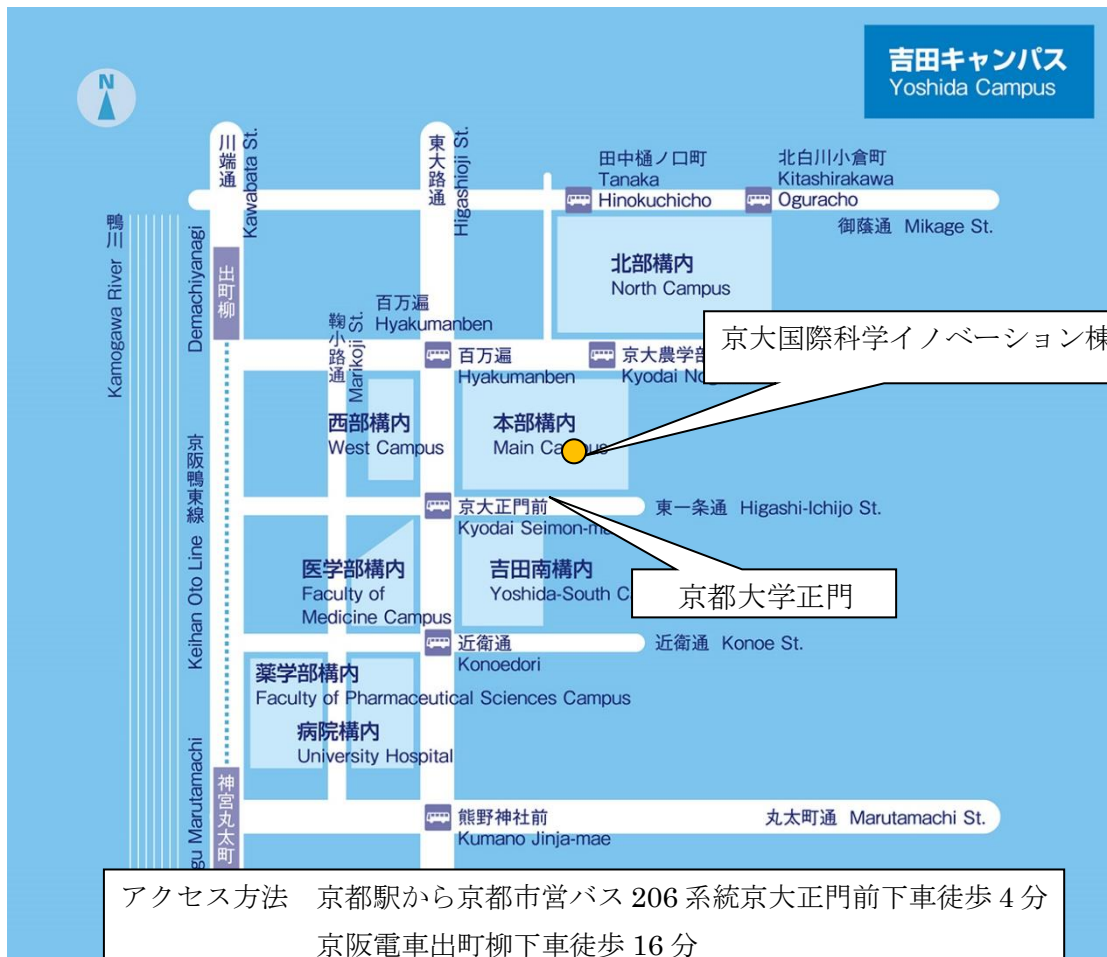 吉田キャンパス
Yoshida Campus
N
川端通
Kawabata St.
東大路通
Higashioji St.
田中樋ノ口町
Tanaka
Hinokuchicho
北白川小倉町
Kitashirakawa
Oguracho
御蔭通 Mikage St.
鴨川
Kamogawa River
Demachiyanagi
出町柳
北部構内
North Campus
百万遍
Hyakumanben
鞠小路通
Marikoji St.
百万遍
Hyakumanben
京大農学部
Kyodai
京大国際科学イノベーション棟
西部構内
West Campus
本部構内
Main Campus
京阪鴨東線
Keihan Oto Line
京大正門前
Kyodai Seimon-ma
東一条通 Higashi-Ichijo St.
医学部構内
Faculty of
Medicine Campus
吉田南構内
Yoshida-South C
京都大学正門
近衛通
Konoedori
近衛通 Konoe St.
薬学部構内
Faculty of Pharmaceutical Sciences Campus
病院構内
University Hospital
gu Marutamachi
神宮丸太町
熊野神社前
Kumano Jinja-mae
丸太町通 Marutamachi St.
アクセス方法 京都駅から京都市営バス 206 系統京大正門前下車徒歩 4 分
京阪電車出町柳下車徒歩 16 分